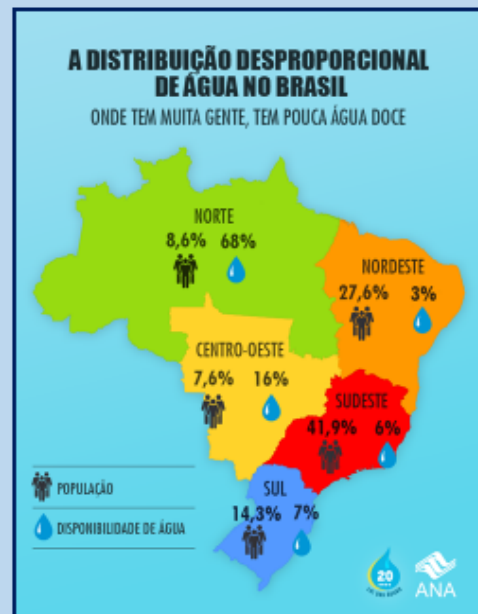 A DISTRIBUIÇÃO DESPROPORCIONAL
DE ÁGUA NO BRASIL
ONDE TEM MUITA GENTE, TEM POUCA ÁGUA DOCE
NORTE
8,6% 68%
NORDESTE
27,6% 3%
CENTRO-OESTE
7,6% 16%
SUDESTE
41,9% 6%
SUL
14,3% 7%
POPULAÇÃO
DISPONIBILIDADE DE ÁGUA
20
ANA